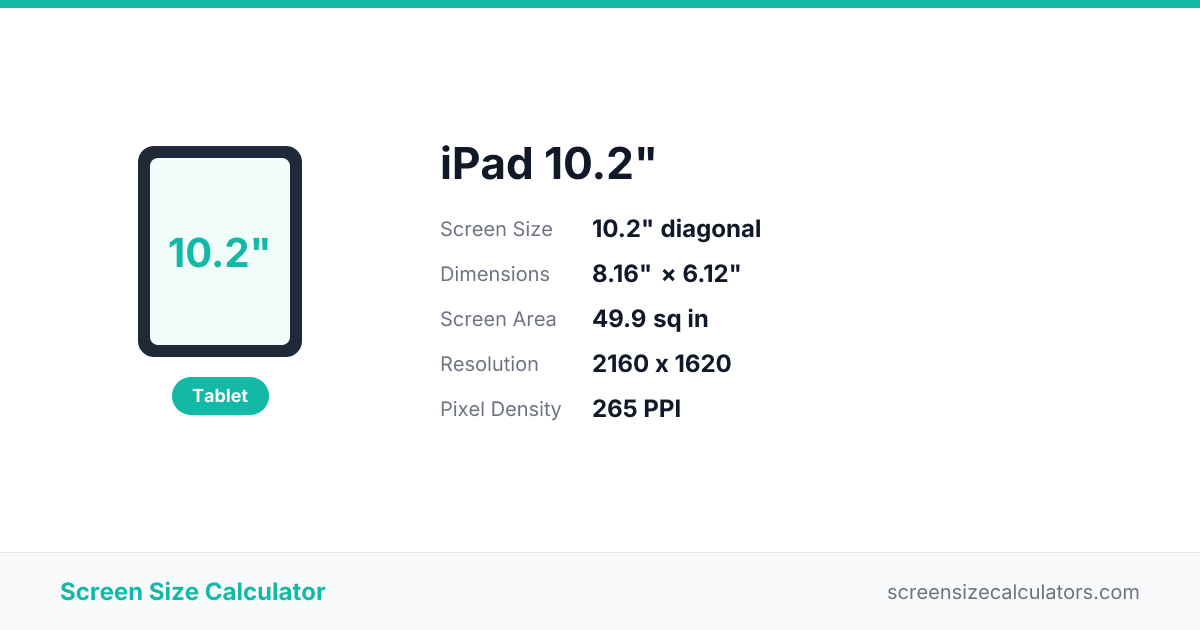 10.2"
Tablet
iPad 10.2"
Screen Size 10.2" diagonal
Dimensions 8.16" × 6.12"
Screen Area 49.9 sq in
Resolution 2160 x 1620
Pixel Density 265 PPI
Screen Size Calculator
screensizecalculators.com